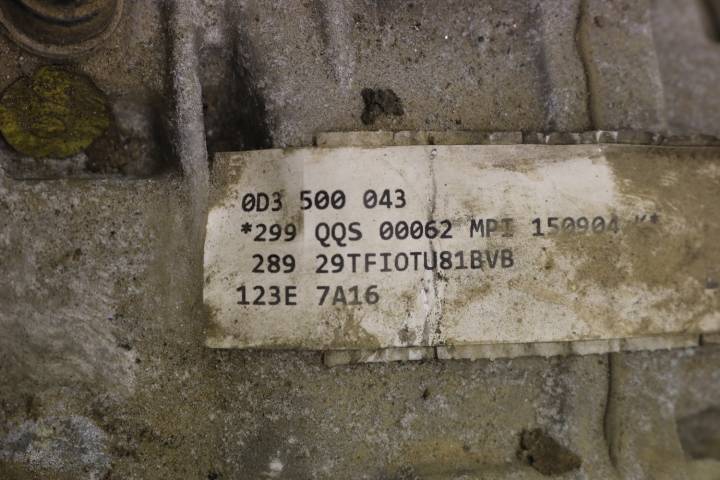 0D3 500 043
*299 QQS 00062 MPI 150904 K*
289 29TFIOTU81BVB
123E 7A16